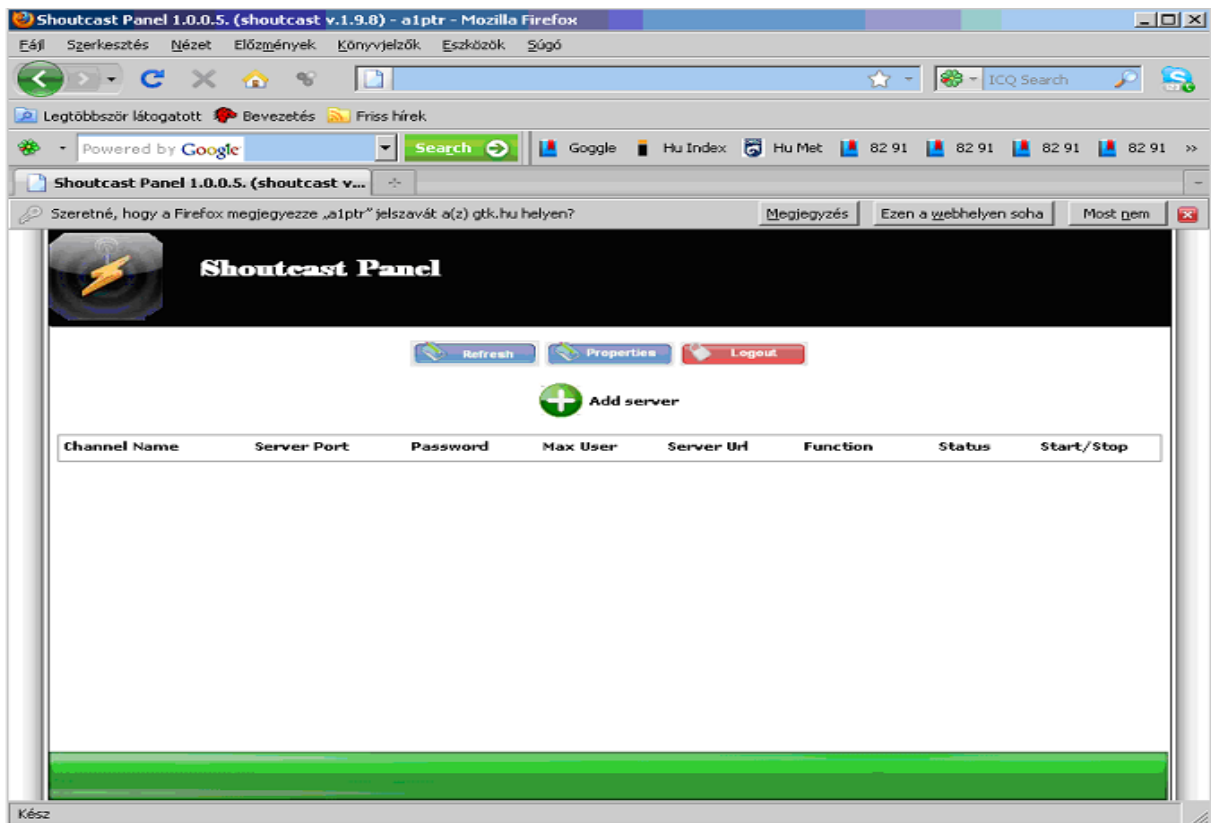 Shoutcast Panel 1.0.0.5. (shoutcast v.1.9.8) - a1ptr - Mozilla Firefox
Fájl Szerkesztés Nézet Előzmények Könyvjelzők Eszközök Súgó
ICQ Search
Legtöbbször látogatott Bevezetés Friss hírek
Powered by Google Search Goggle Hu Index Hu Met 82 91 82 91 82 91 82 91 »
Shoutcast Panel 1.0.0.5. (shoutcast v...
Szeretné, hogy a Firefox megjegyezze „a1ptr” jelszavát a(z) gtk.hu helyen? Megjegyzés Ezen a webhelyen soha Most nem
Shoutcast Panel
Refresh Properties Logout
Add server
Channel Name Server Port Password Max User Server Url Function Status Start/Stop
Kész